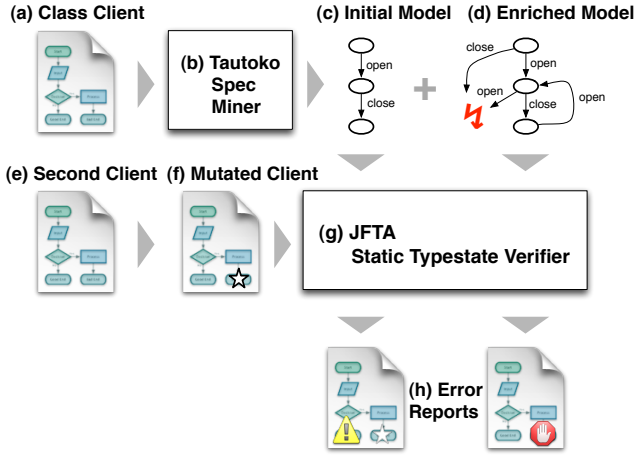 (a) Class Client
(b) Tautoko
Spec
Miner
(c) Initial Model
open
close
(d) Enriched Model
close
open
open
close
open
(e) Second Client
(f) Mutated Client
(g) JFTA
Static Typestate Verifier
(h) Error
Reports